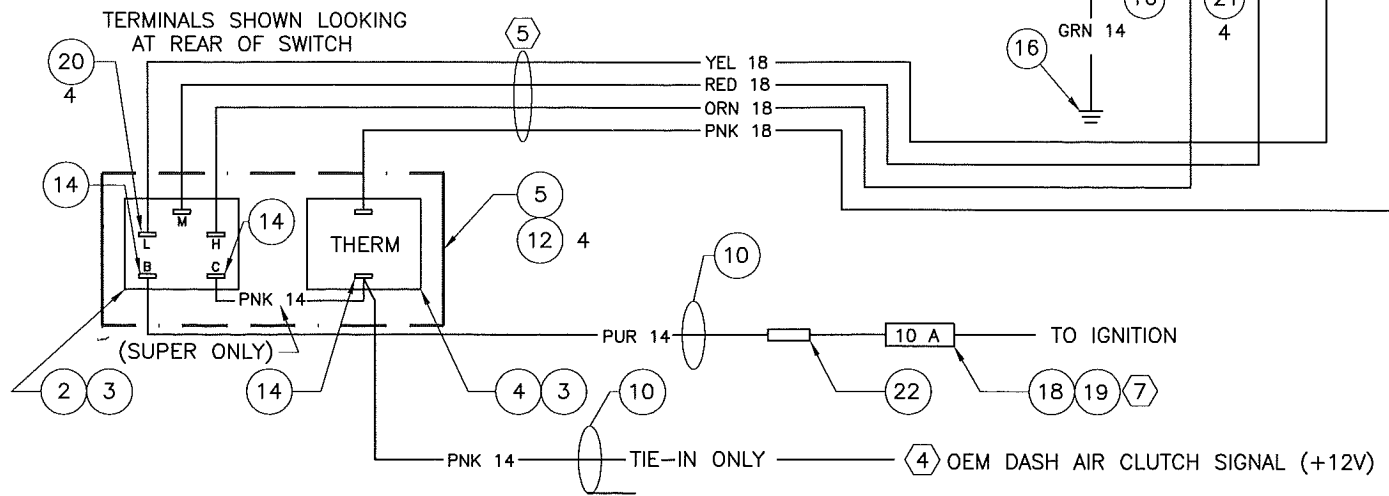 TERMINALS SHOWN LOOKING
AT REAR OF SWITCH
20
4
5
YEL 18
RED 18
ORN 18
PNK 18
16
GRN 14
21
4
14
M
L
H
B
C
14
THERM
5
12 4
PNK 14
(SUPER ONLY)
2 3
14
4 3
10
PUR 14
22
10 A
TO IGNITION
18 19 7
10
PNK 14
TIE-IN ONLY
4 OEM DASH AIR CLUTCH SIGNAL (+12V)